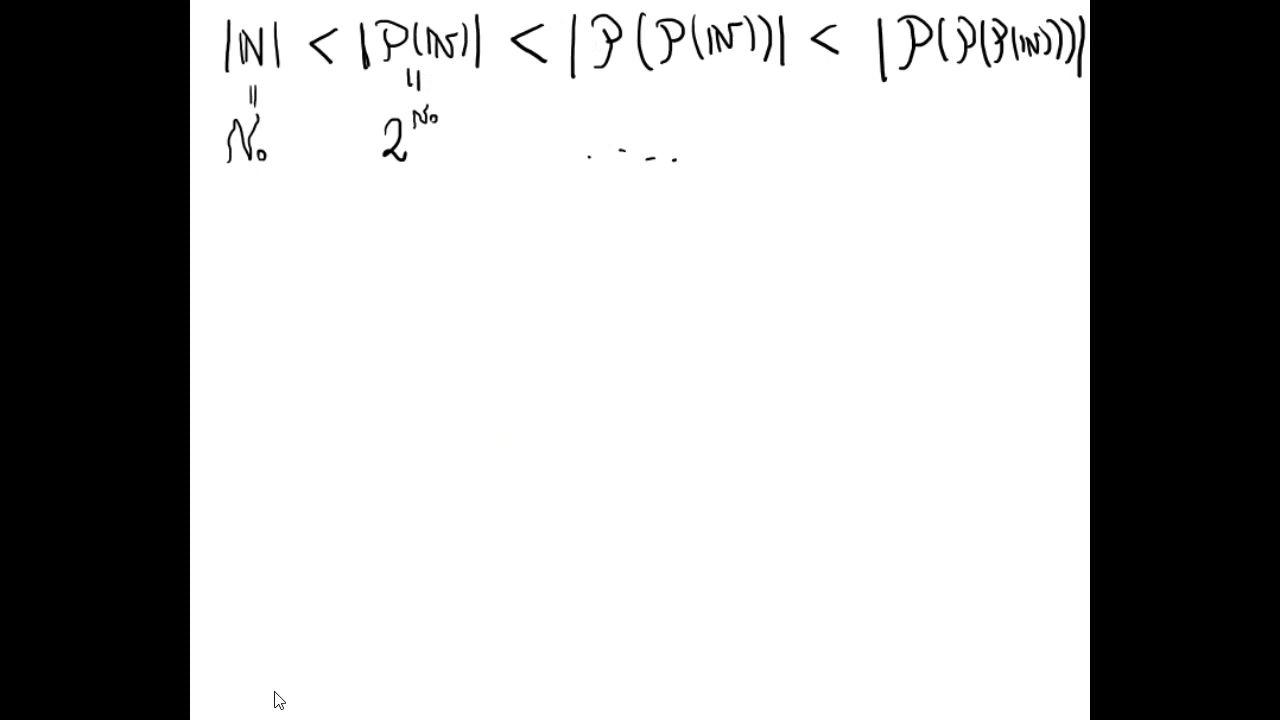 |ℕ| < |𝒫(ℕ)| < |𝒫(𝒫(ℕ))| < |𝒫(𝒫(𝒫(ℕ)))|
= =
ℵ₀ 2^ℵ₀ ....